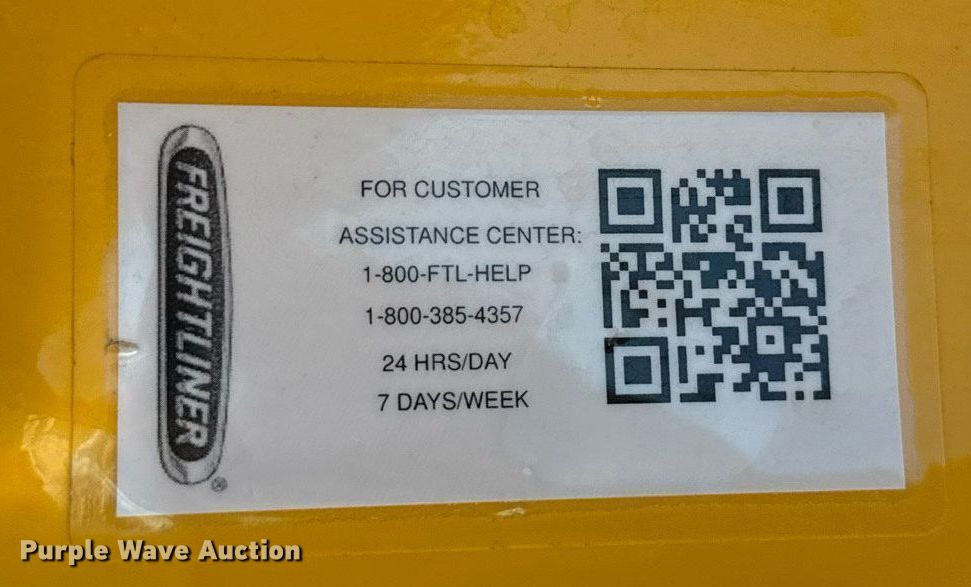 FREIGHTLINER®
FOR CUSTOMER
ASSISTANCE CENTER:
1-800-FTL-HELP
1-800-385-4357
24 HRS/DAY
7 DAYS/WEEK
Purple Wave Auction